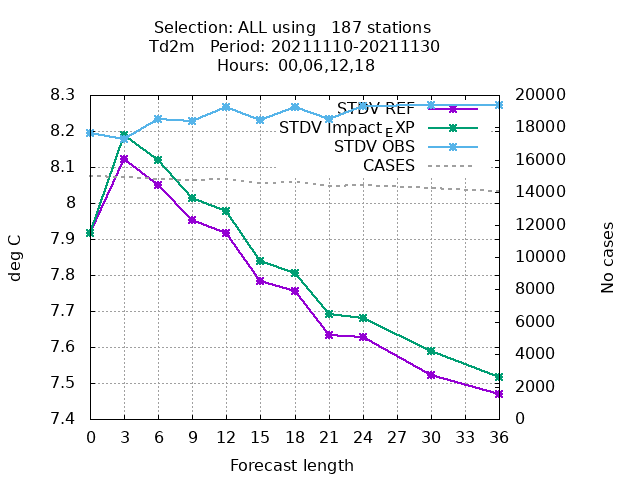 Selection: ALL using   187 stations
Td2m   Period: 20211110-20211130
Hours: 00,06,12,18
8.3
8.2
8.1
8
7.9
7.8
7.7
7.6
7.5
7.4
deg C
STDV REF
STDV Impact_EXP
STDV OBS
CASES
20000
18000
16000
14000
12000
10000
8000
6000
4000
2000
0
No cases
0 3 6 9 12 15 18 21 24 27 30 33 36
Forecast length